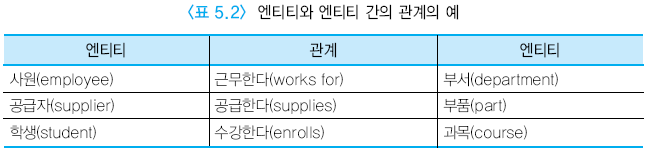 〈표 5.2〉 엔티티와 엔티티 간의 관계의 예
엔티티 관계 엔티티
사원(employee) 근무한다(works for) 부서(department)
공급자(supplier) 공급한다(supplies) 부품(part)
학생(student) 수강한다(enrolls) 과목(course)